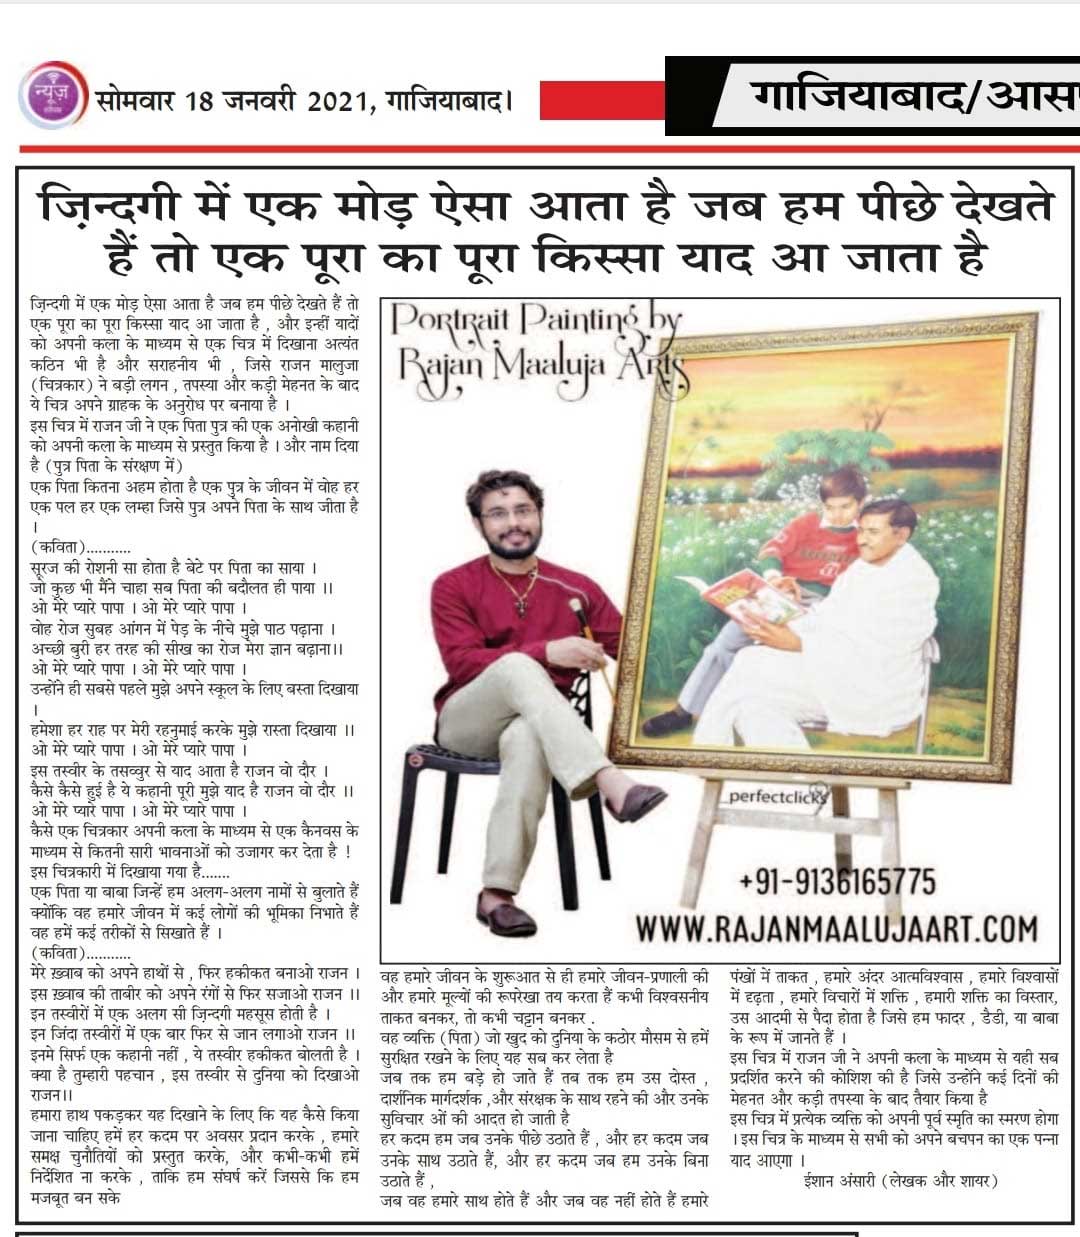 न्यूज़
सोमवार 18 जनवरी 2021, गाजियाबाद।
गाजियाबाद/आस
ज़िन्दगी में एक मोड़ ऐसा आता है जब हम पीछे देखते
हैं तो एक पूरा का पूरा किस्सा याद आ जाता है
ज़िन्दगी में एक मोड़ ऐसा आता है जब हम पीछे देखते हैं तो
एक पूरा का पूरा किस्सा याद आ जाता है , और इन्हीं यादों
को अपनी कला के माध्यम से एक चित्र में दिखाना अत्यंत
कठिन भी है और सराहनीय भी , जिसे राजन मालुजा
(चित्रकार) ने बड़ी लगन , तपस्या और कड़ी मेहनत के बाद
ये चित्र अपने ग्राहक के अनुरोध पर बनाया है ।
इस चित्र में राजन जी ने एक पिता पुत्र की एक अनोखी कहानी
को अपनी कला के माध्यम से प्रस्तुत किया है । और नाम दिया
है (पुत्र पिता के संरक्षण में)
एक पिता कितना अहम होता है एक पुत्र के जीवन में वोह हर
एक पल हर एक लम्हा जिसे पुत्र अपने पिता के साथ जीता है
।
(कविता)...........
सूरज की रोशनी सा होता है बेटे पर पिता का साया ।
जो कुछ भी मैंने चाहा सब पिता की बदौलत ही पाया ।।
ओ मेरे प्यारे पापा । ओ मेरे प्यारे पापा ।
वोह रोज सुबह आंगन में पेड़ के नीचे मुझे पाठ पढ़ाना ।
अच्छी बुरी हर तरह की सीख का रोज मेरा ज्ञान बढ़ाना।।
ओ मेरे प्यारे पापा । ओ मेरे प्यारे पापा ।
उन्होंने ही सबसे पहले मुझे अपने स्कूल के लिए बस्ता दिखाया
।
हमेशा हर राह पर मेरी रहनुमाई करके मुझे रास्ता दिखाया ।।
ओ मेरे प्यारे पापा । ओ मेरे प्यारे पापा ।
इस तस्वीर के तसव्वुर से याद आता है राजन वो दौर ।
कैसे कैसे हुई है ये कहानी पूरी मुझे याद है राजन वो दौर ।।
ओ मेरे प्यारे पापा । ओ मेरे प्यारे पापा ।
कैसे एक चित्रकार अपनी कला के माध्यम से एक कैनवस के
माध्यम से कितनी सारी भावनाओं को उजागर कर देता है !
इस चित्रकारी में दिखाया गया है.......
एक पिता या बाबा जिन्हें हम अलग-अलग नामों से बुलाते हैं
क्योंकि वह हमारे जीवन में कई लोगों की भूमिका निभाते हैं
वह हमें कई तरीकों से सिखाते हैं ।
(कविता)...........
मेरे ख़्वाब को अपने हाथों से , फिर हकीकत बनाओ राजन ।
इस ख़्वाब की ताबीर को अपने रंगों से फिर सजाओ राजन ।।
इन तस्वीरों में एक अलग सी ज़िन्दगी महसूस होती है ।
इन जिंदा तस्वीरों में एक बार फिर से जान लगाओ राजन ।।
इनमे सिर्फ एक कहानी नहीं , ये तस्वीर हकीकत बोलती है ।
क्या है तुम्हारी पहचान , इस तस्वीर से दुनिया को दिखाओ
राजन।।
हमारा हाथ पकड़कर यह दिखाने के लिए कि यह कैसे किया
जाना चाहिए हमें हर कदम पर अवसर प्रदान करके , हमारे
समक्ष चुनौतियों को प्रस्तुत करके, और कभी-कभी हमें
निर्देशित ना करके , ताकि हम संघर्ष करें जिससे कि हम
मजबूत बन सके
Portrait Painting by
Rajan Maaluja Arts
perfectclicks
+91-9136165775
WWW.RAJANMAALUJAART.COM
वह हमारे जीवन के शुरूआत से ही हमारे जीवन-प्रणाली की
और हमारे मूल्यों की रूपरेखा तय करता हैं कभी विश्वसनीय
ताकत बनकर, तो कभी चट्टान बनकर .
वह व्यक्ति (पिता) जो खुद को दुनिया के कठोर मौसम से हमें
सुरक्षित रखने के लिए यह सब कर लेता है
जब तक हम बड़े हो जाते हैं तब तक हम उस दोस्त ,
दार्शनिक मार्गदर्शक ,और संरक्षक के साथ रहने की और उनके
सुविचार ओं की आदत हो जाती है
हर कदम हम जब उनके पीछे उठाते हैं , और हर कदम जब
उनके साथ उठाते हैं, और हर कदम जब हम उनके बिना
उठाते हैं ,
जब वह हमारे साथ होते हैं और जब वह नहीं होते हैं हमारे
पंखों में ताकत , हमारे अंदर आत्मविश्वास , हमारे विश्वासों
में दृढ़ता , हमारे विचारों में शक्ति , हमारी शक्ति का विस्तार,
उस आदमी से पैदा होता है जिसे हम फादर , डैडी, या बाबा
के रूप में जानते हैं ।
इस चित्र में राजन जी ने अपनी कला के माध्यम से यही सब
प्रदर्शित करने की कोशिश की है जिसे उन्होंने कई दिनों की
मेहनत और कड़ी तपस्या के बाद तैयार किया है
इस चित्र में प्रत्येक व्यक्ति को अपनी पूर्व स्मृति का स्मरण होगा
।इस चित्र के माध्यम से सभी को अपने बचपन का एक पन्ना
याद आएगा ।
ईशान अंसारी (लेखक और शायर)